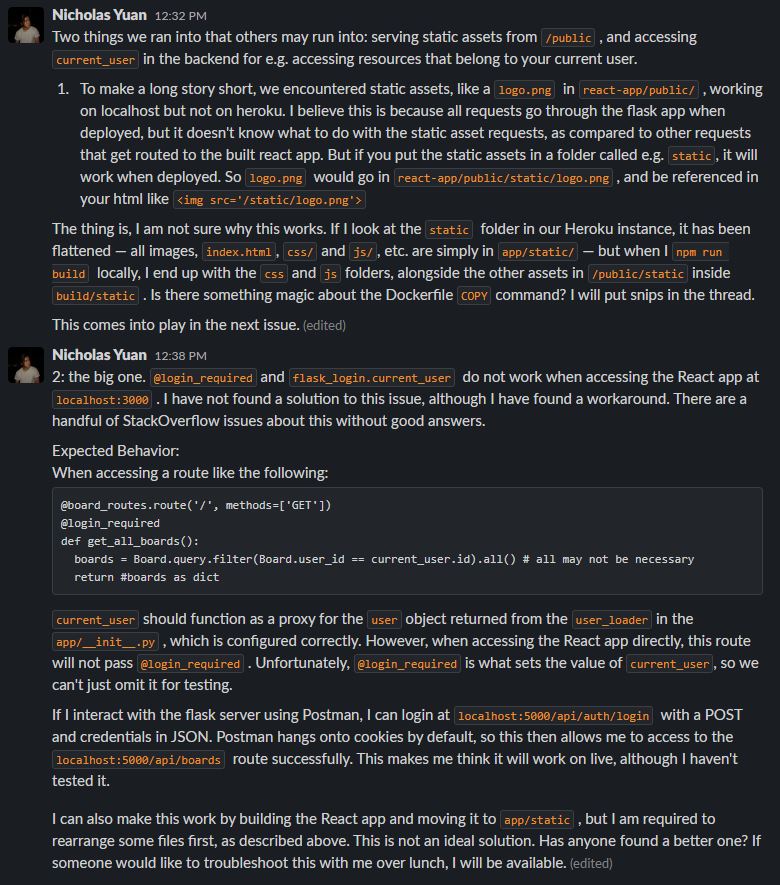 Nicholas Yuan 12:32 PM
Two things we ran into that others may run into: serving static assets from /public , and accessing
current_user in the backend for e.g. accessing resources that belong to your current user.
1. To make a long story short, we encountered static assets, like a logo.png in react-app/public/ , working
on localhost but not on heroku. I believe this is because all requests go through the flask app when
deployed, but it doesn't know what to do with the static asset requests, as compared to other requests
that get routed to the built react app. But if you put the static assets in a folder called e.g. static, it will
work when deployed. So logo.png would go in react-app/public/static/logo.png , and be referenced in
your html like <img src='/static/logo.png'>
The thing is, I am not sure why this works. If I look at the static folder in our Heroku instance, it has been
flattened — all images, index.html, css/ and js/, etc. are simply in app/static/ — but when I npm run
build locally, I end up with the css and js folders, alongside the other assets in /public/static inside
build/static . Is there something magic about the Dockerfile COPY command? I will put snips in the thread.
This comes into play in the next issue. (edited)
Nicholas Yuan 12:38 PM
2: the big one. @login_required and flask_login.current_user do not work when accessing the React app at
localhost:3000 . I have not found a solution to this issue, although I have found a workaround. There are a
handful of StackOverflow issues about this without good answers.
Expected Behavior:
When accessing a route like the following:
@board_routes.route('/', methods=['GET'])
@login_required
def get_all_boards():
  boards = Board.query.filter(Board.user_id == current_user.id).all() # all may not be necessary
  return #boards as dict
current_user should function as a proxy for the user object returned from the user_loader in the
app/__init__.py , which is configured correctly. However, when accessing the React app directly, this route
will not pass @login_required . Unfortunately, @login_required is what sets the value of current_user, so we
can't just omit it for testing.
If I interact with the flask server using Postman, I can login at localhost:5000/api/auth/login with a POST
and credentials in JSON. Postman hangs onto cookies by default, so this then allows me to access to the
localhost:5000/api/boards route successfully. This makes me think it will work on live, although I haven't
tested it.
I can also make this work by building the React app and moving it to app/static , but I am required to
rearrange some files first, as described above. This is not an ideal solution. Has anyone found a better one? If
someone would like to troubleshoot this with me over lunch, I will be available. (edited)